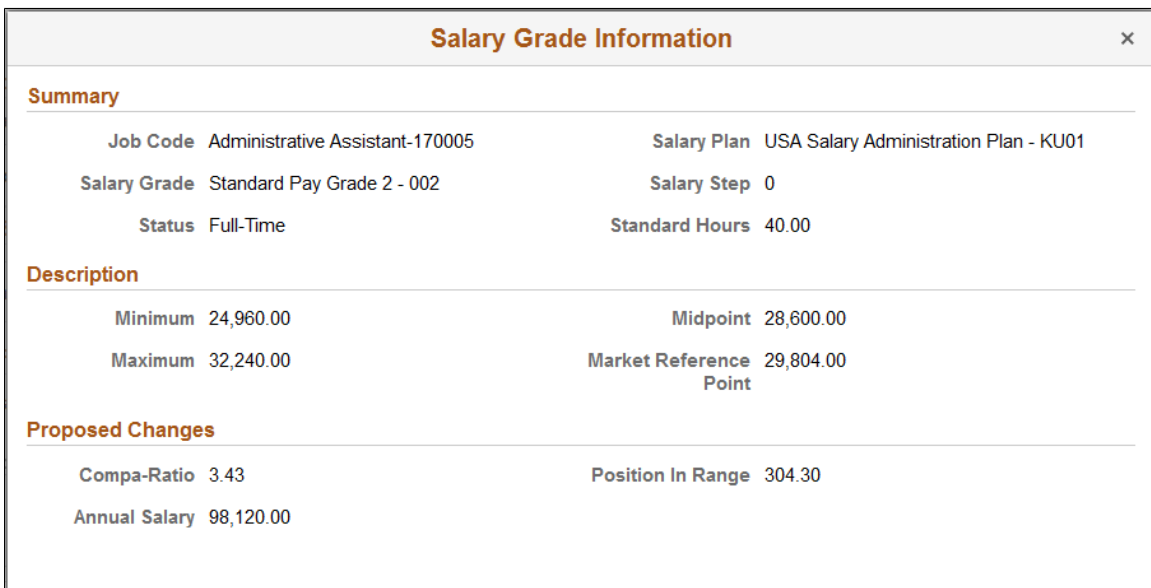 Salary Grade Information ×
Summary
Job Code Administrative Assistant-170005 Salary Plan USA Salary Administration Plan - KU01
Salary Grade Standard Pay Grade 2 - 002 Salary Step 0
Status Full-Time Standard Hours 40.00
Description
Minimum 24,960.00 Midpoint 28,600.00
Maximum 32,240.00 Market Reference 29,804.00
Point
Proposed Changes
Compa-Ratio 3.43 Position In Range 304.30
Annual Salary 98,120.00